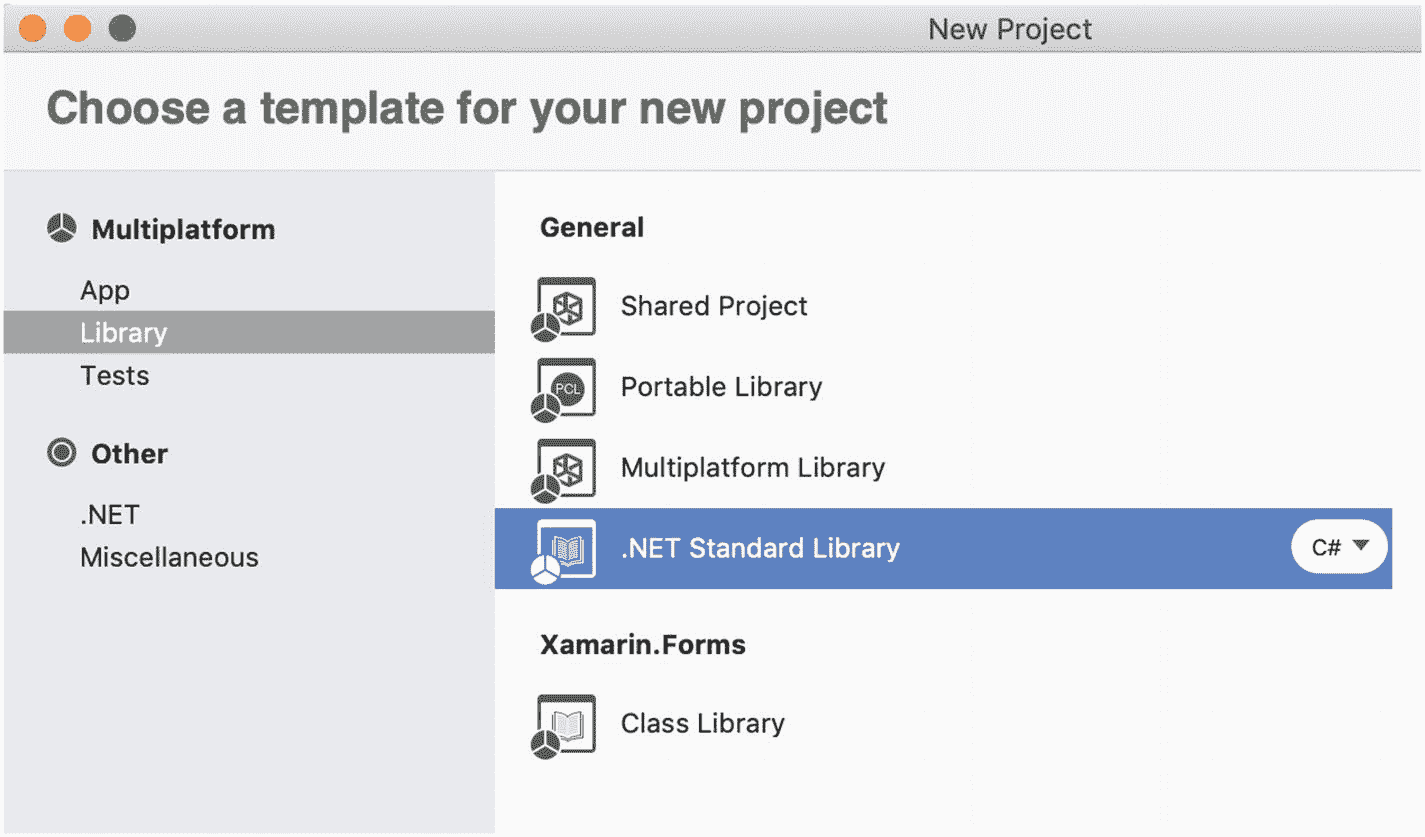 New Project
Choose a template for your new project
Multiplatform
App
Library
Tests
Other
.NET
Miscellaneous
General
Shared Project
PCL
Portable Library
Multiplatform Library
.NET Standard Library
C#
Xamarin.Forms
Class Library